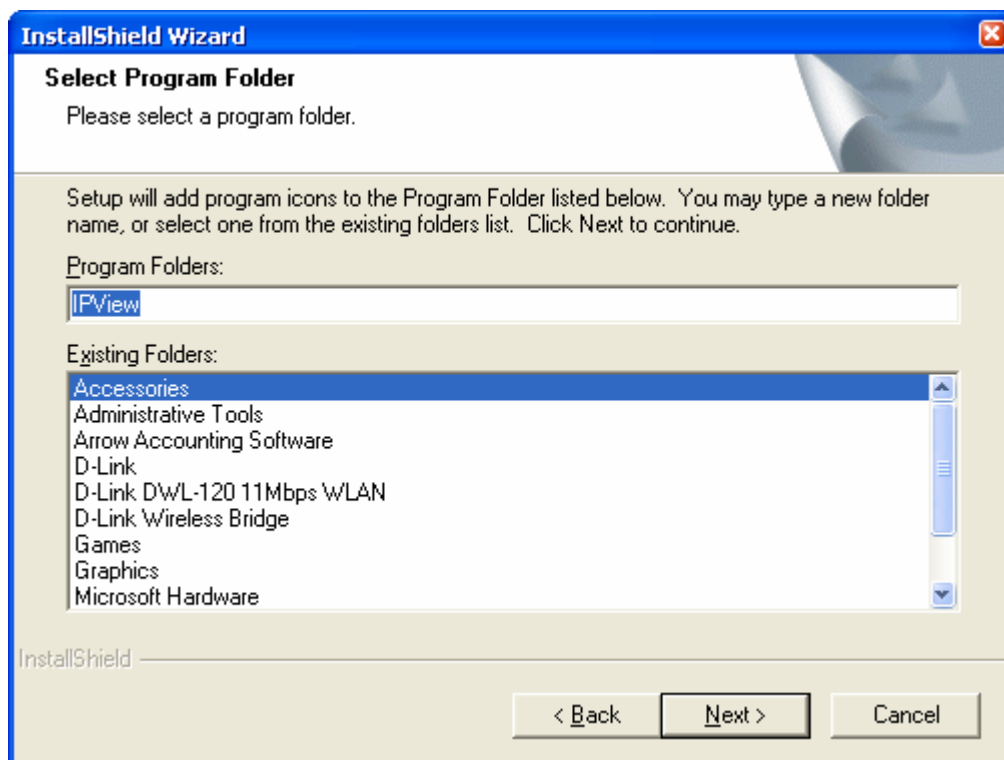 InstallShield Wizard
Select Program Folder
Please select a program folder.
Setup will add program icons to the Program Folder listed below.  You may type a new folder
name, or select one from the existing folders list.  Click Next to continue.
Program Folders:
IPView
Existing Folders:
Accessories
Administrative Tools
Arrow Accounting Software
D-Link
D-Link DWL-120 11Mbps WLAN
D-Link Wireless Bridge
Games
Graphics
Microsoft Hardware
InstallShield
< Back
Next >
Cancel